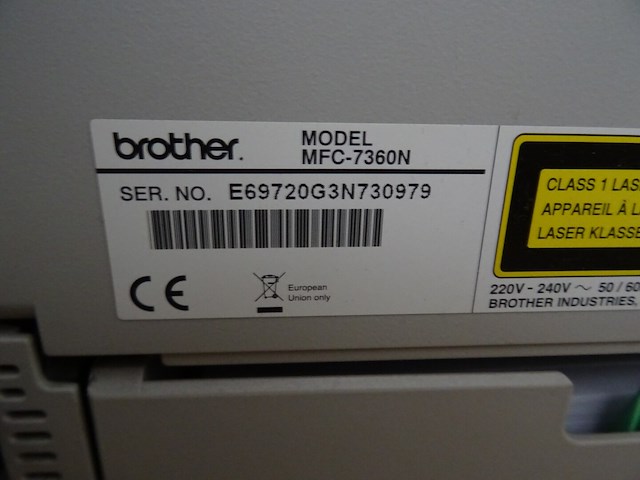 brother.
MODEL
MFC-7360N
SER. NO. E69720G3N730979
CE
European
Union only
CLASS 1 LAS
APPAREIL À L
LASER KLASSE
220V - 240V ~ 50 / 60
BROTHER INDUSTRIES,